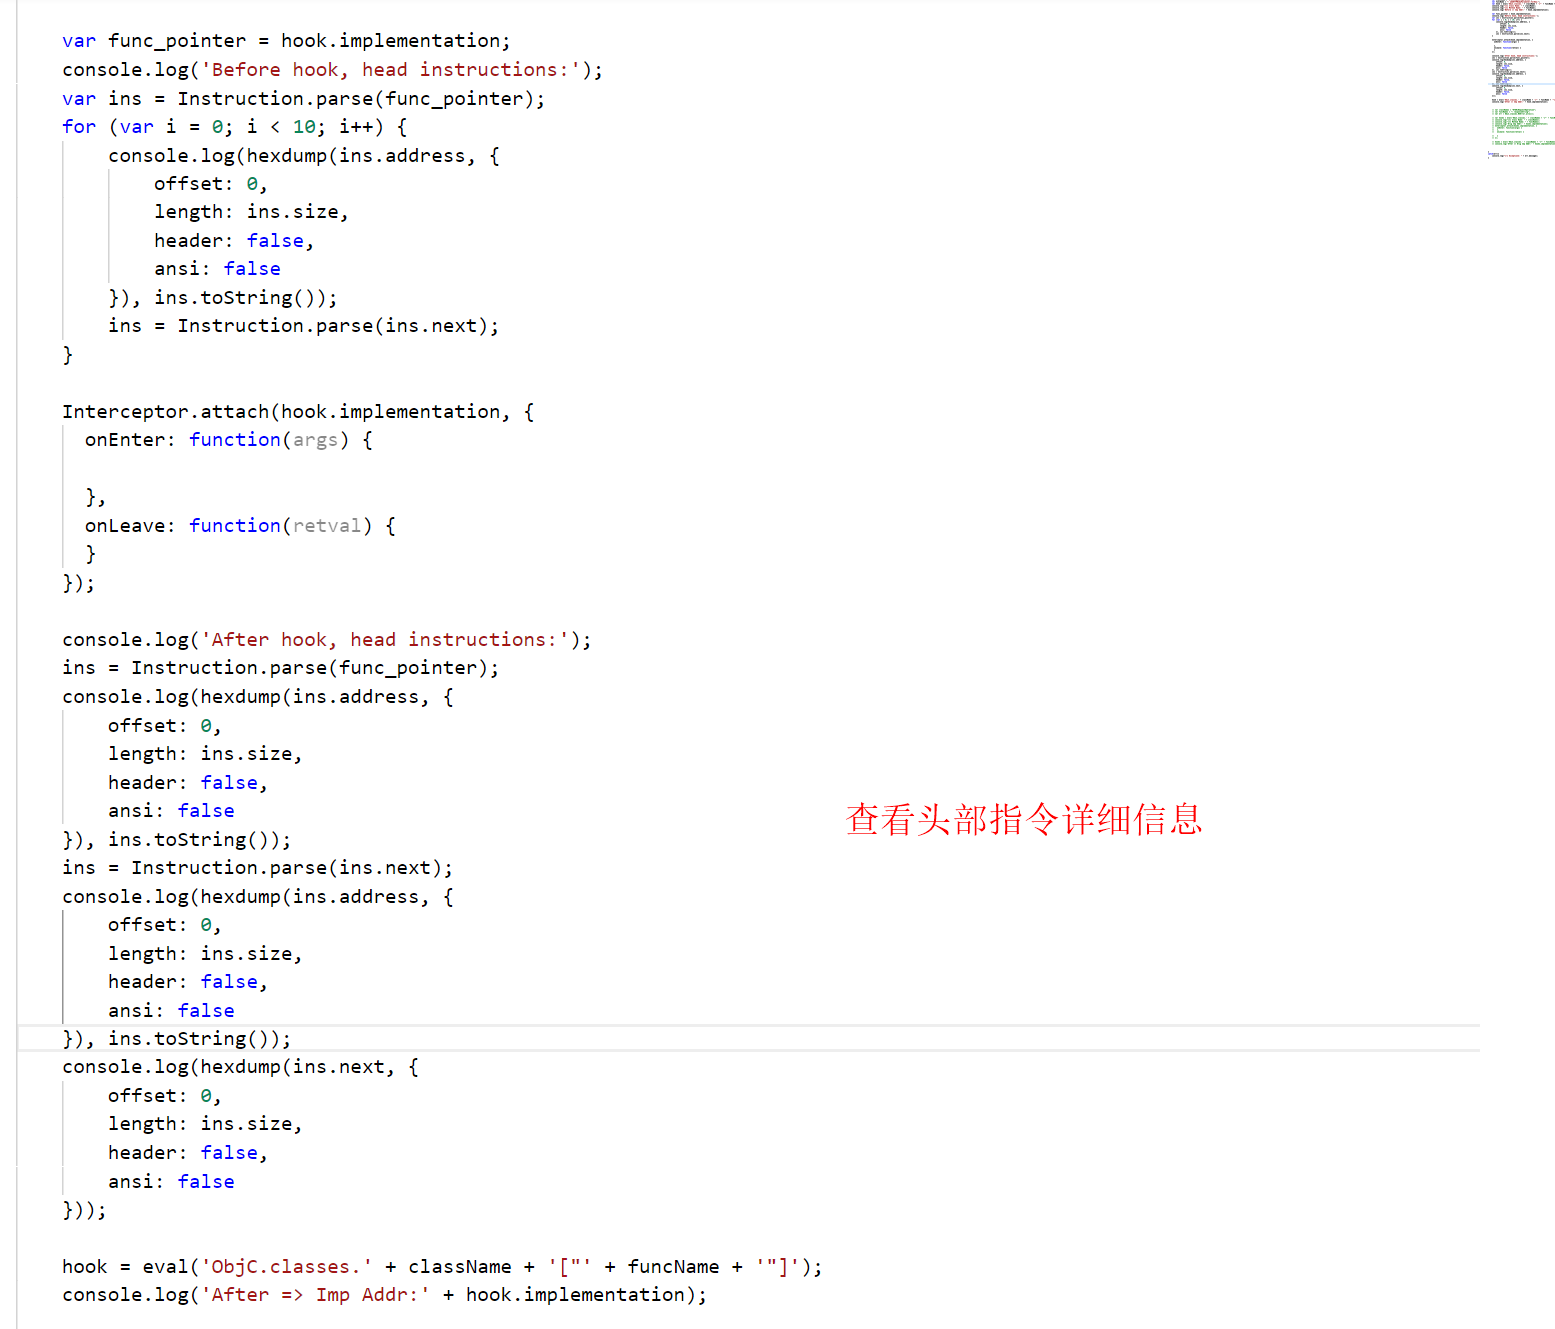 var func_pointer = hook.implementation;
console.log('Before hook, head instructions:');
var ins = Instruction.parse(func_pointer);
for (var i = 0; i < 10; i++) {
    console.log(hexdump(ins.address, {
        offset: 0,
        length: ins.size,
        header: false,
        ansi: false
    }), ins.toString());
    ins = Instruction.parse(ins.next);
}
Interceptor.attach(hook.implementation, {
  onEnter: function(args) {
  },
  onLeave: function(retval) {
  }
});
console.log('After hook, head instructions:');
ins = Instruction.parse(func_pointer);
console.log(hexdump(ins.address, {
    offset: 0,
    length: ins.size,
    header: false,
    ansi: false
}), ins.toString());
ins = Instruction.parse(ins.next);
console.log(hexdump(ins.address, {
    offset: 0,
    length: ins.size,
    header: false,
    ansi: false
}), ins.toString());
console.log(hexdump(ins.next, {
    offset: 0,
    length: ins.size,
    header: false,
    ansi: false
}));
hook = eval('ObjC.classes.' + className + '["' + funcName + '"]');
console.log('After => Imp Addr:' + hook.implementation);
查看头部指令详细信息